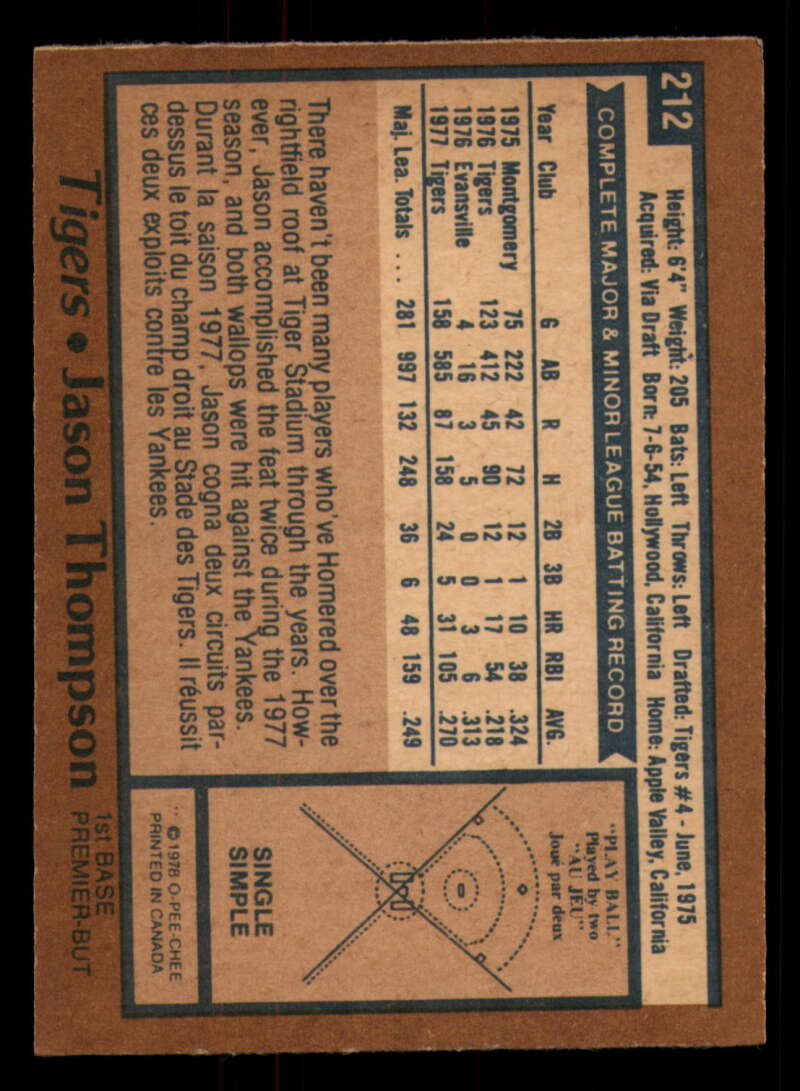 212
Height: 6'4" Weight: 205 Bats: Left Throws: Left Drafted: Tigers #4 - June, 1975
Acquired: Via Draft Born: 7-6-54, Hollywood, California Home: Apple Valley, California
COMPLETE MAJOR & MINOR LEAGUE BATTING RECORD
Year Club G AB R H 2B 3B HR RBI AVG.
1975 Montgomery 75 222 42 72 12 1 10 38 .324
1976 Tigers 123 412 45 90 12 1 17 54 .218
1976 Evansville 4 16 3 5 0 0 3 6 .313
1977 Tigers 158 585 87 158 24 5 31 105 .270
Maj. Lea. Totals ... 281 997 132 248 36 6 48 159 .249
There haven't been many players who've Homered over the
rightfield roof at Tiger Stadium through the years. How-
ever, Jason accomplished the feat twice during the 1977
season, and both wallops were hit against the Yankees.
Durant la saison 1977, Jason cogna deux circuits par-
dessus le toit du champ droit au Stade des Tigers. Il réussit
ces deux exploits contre les Yankees.
"PLAY BALL"
Played by two
"AU JEU"
Joué par deux
SINGLE
SIMPLE
©1978 O-PEE-CHEE
PRINTED IN CANADA
Tigers • Jason Thompson
1st BASE
PREMIER-BUT